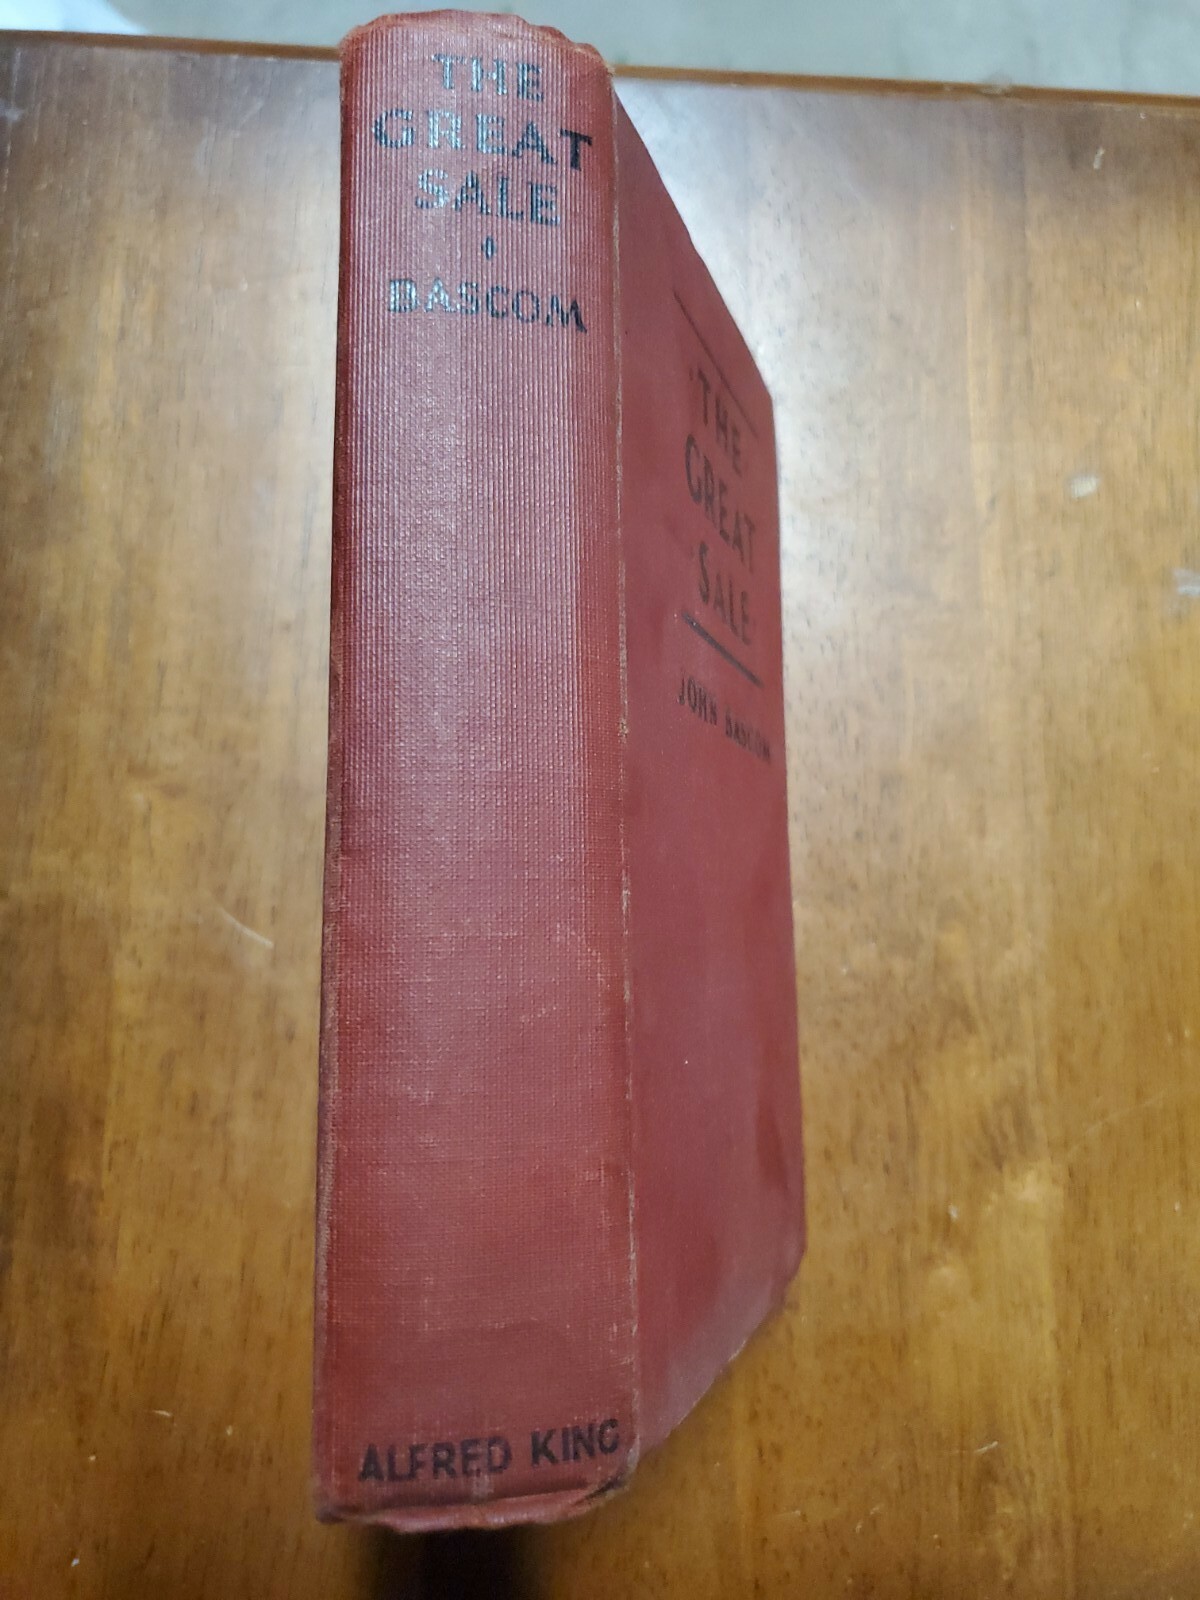 THE
GREAT
SALE
BASCOM
ALFRED KING
THE
GREAT
SALE
JOHN BASCOM